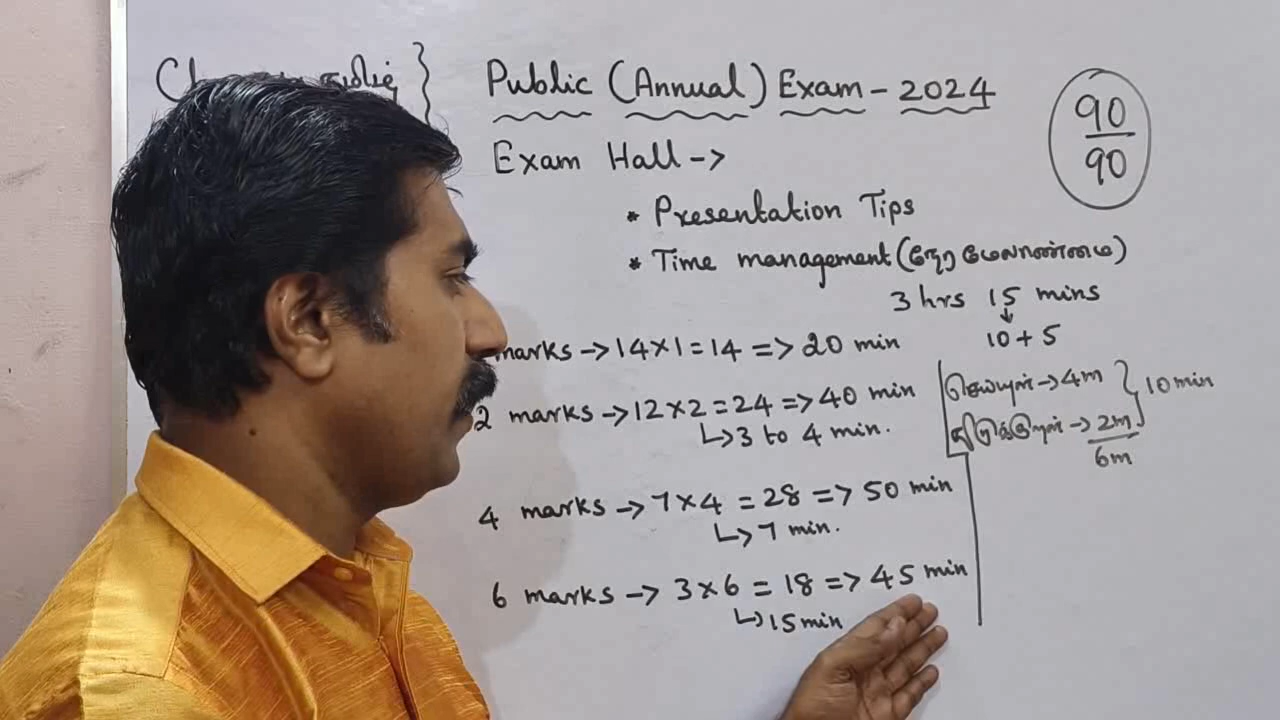 தமிழ் }
Public (Annual) Exam - 2024
90
90
Exam Hall ->
* Presentation Tips
* Time management (நேர மேலாண்மை)
3 hrs 15 mins
↓
10 + 5
marks -> 14 × 1 = 14 => 20 min
2 marks -> 12 × 2 = 24 => 40 min
↳ 3 to 4 min.
செய்யுள் -> 4m } 10 min
திருக்குறள் -> 2m
6m
4 marks -> 7 × 4 = 28 => 50 min
↳ 7 min.
6 marks -> 3 × 6 = 18 => 45 min
↳ 15 min